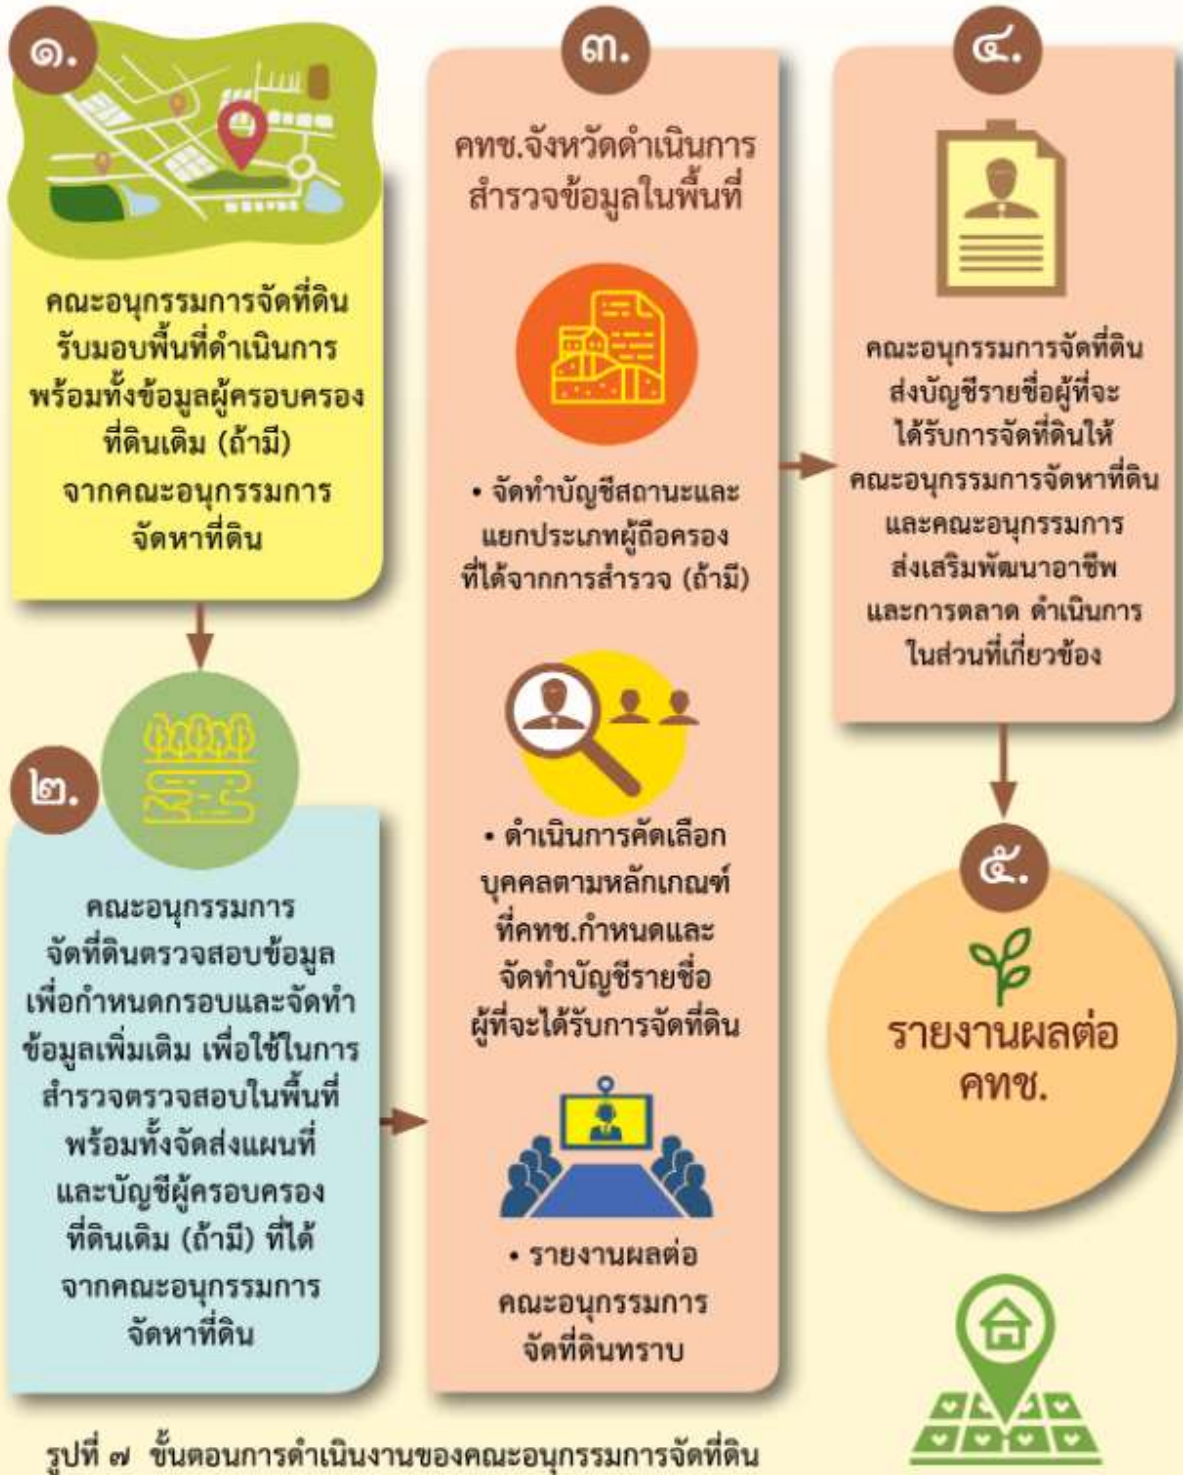 ๑.
คณะอนุกรรมการจัดที่ดิน
รับมอบพื้นที่ดำเนินการ
พร้อมทั้งข้อมูลผู้ครอบครอง
ที่ดินเดิม (ถ้ามี)
จากคณะอนุกรรมการ
จัดหาที่ดิน
๒.
คณะอนุกรรมการ
จัดที่ดินตรวจสอบข้อมูล
เพื่อกำหนดกรอบและจัดทำ
ข้อมูลเพิ่มเติม เพื่อใช้ในการ
สำรวจตรวจสอบในพื้นที่
พร้อมทั้งจัดส่งแผนที่
และบัญชีผู้ครอบครอง
ที่ดินเดิม (ถ้ามี) ที่ได้
จากคณะอนุกรรมการ
จัดหาที่ดิน
๓.
คทช.จังหวัดดำเนินการ
สำรวจข้อมูลในพื้นที่
• จัดทำบัญชีสถานะและ
แยกประเภทผู้ถือครอง
ที่ได้จากการสำรวจ (ถ้ามี)
• ดำเนินการคัดเลือก
บุคคลตามหลักเกณฑ์
ที่คทช.กำหนดและ
จัดทำบัญชีรายชื่อ
ผู้ที่จะได้รับการจัดที่ดิน
• รายงานผลต่อ
คณะอนุกรรมการ
จัดที่ดินทราบ
๔.
คณะอนุกรรมการจัดที่ดิน
ส่งบัญชีรายชื่อผู้ที่จะ
ได้รับการจัดที่ดินให้
คณะอนุกรรมการจัดหาที่ดิน
และคณะอนุกรรมการ
ส่งเสริมพัฒนาอาชีพ
และการตลาด ดำเนินการ
ในส่วนที่เกี่ยวข้อง
๕.
รายงานผลต่อ
คทช.
รูปที่ ๗ ขั้นตอนการดำเนินงานของคณะอนุกรรมการจัดที่ดิน